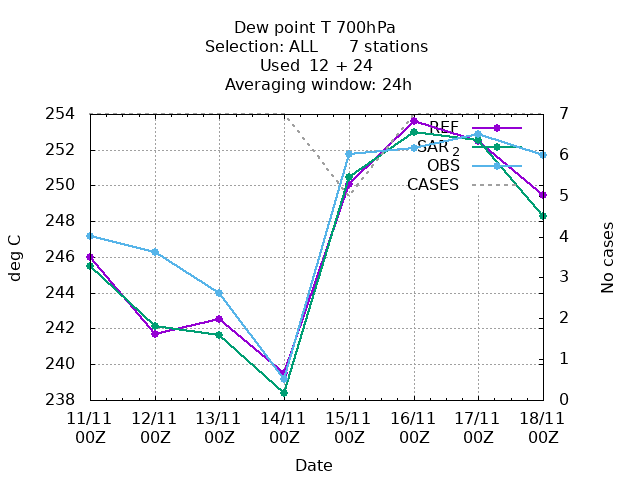 Dew point T 700hPa
Selection: ALL 7 stations
Used 12 + 24
Averaging window: 24h
254
252
250
248
246
244
242
240
238
deg C
7
6
5
4
3
2
1
0
No cases
REF
SAR 2
OBS
CASES
11/11 12/11 13/11 14/11 15/11 16/11 17/11 18/11
00Z 00Z 00Z 00Z 00Z 00Z 00Z 00Z
Date